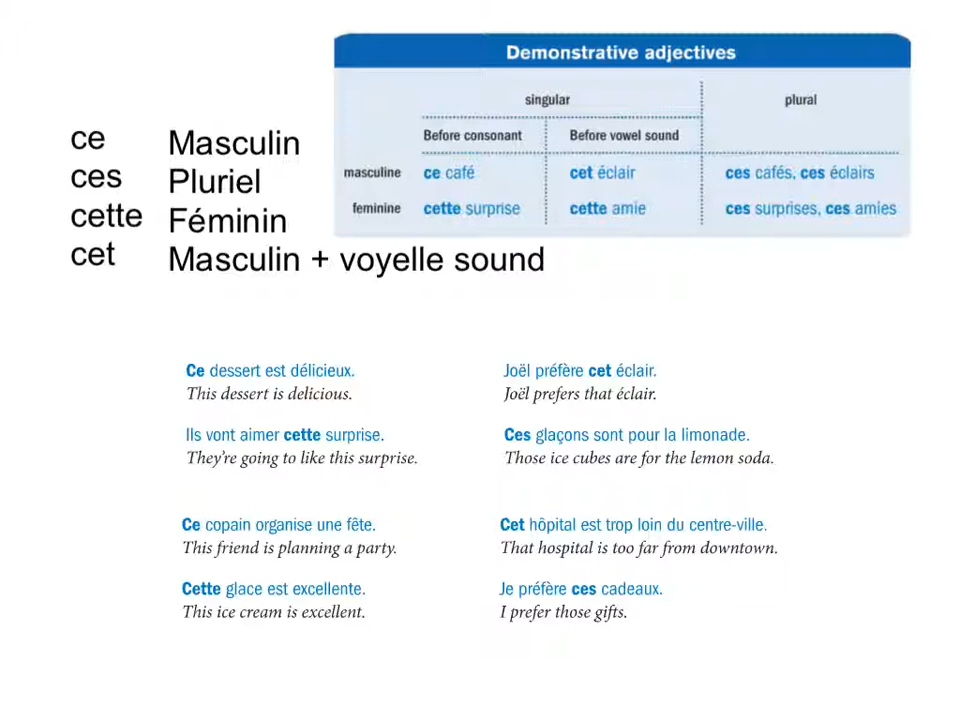 Demonstrative adjectives
singular plural
Before consonant Before vowel sound
masculine ce café cet éclair ces cafés, ces éclairs
feminine cette surprise cette amie ces surprises, ces amies
ce Masculin
ces Pluriel
cette Féminin
cet Masculin + voyelle sound
Ce dessert est délicieux.
This dessert is delicious.
Joël préfère cet éclair.
Joël prefers that éclair.
Ils vont aimer cette surprise.
They're going to like this surprise.
Ces glaçons sont pour la limonade.
Those ice cubes are for the lemon soda.
Ce copain organise une fête.
This friend is planning a party.
Cet hôpital est trop loin du centre-ville.
That hospital is too far from downtown.
Cette glace est excellente.
This ice cream is excellent.
Je préfère ces cadeaux.
I prefer those gifts.